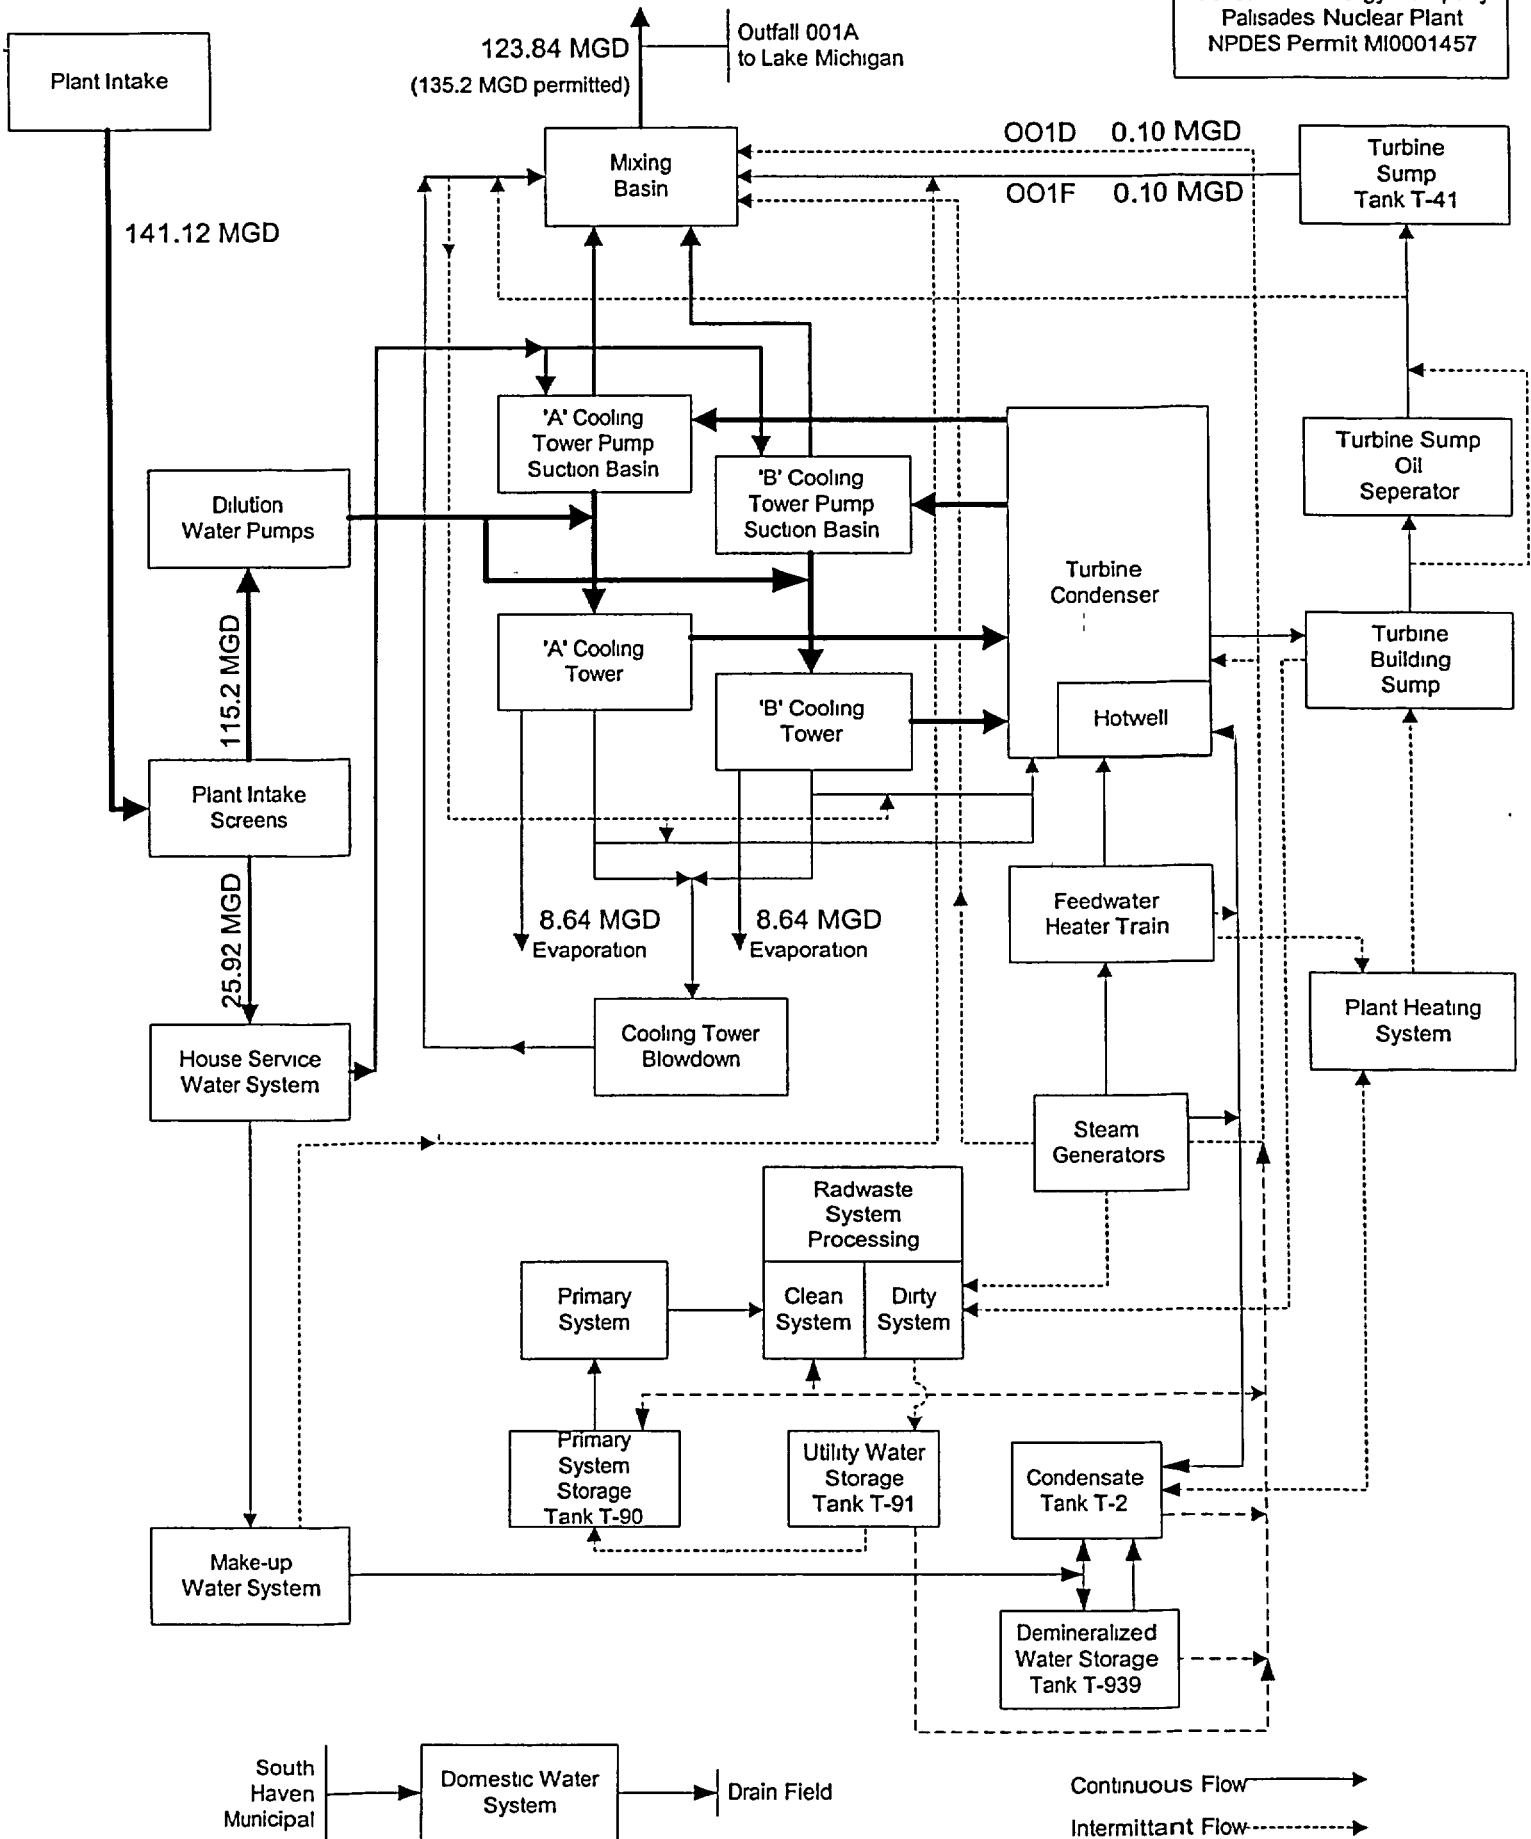 Palisades Nuclear Plant
NPDES Permit MI0001457
Outfall 001A
to Lake Michigan
123.84 MGD
(135.2 MGD permitted)
Plant Intake
141.12 MGD
Mixing
Basin
OO1D 0.10 MGD
OO1F 0.10 MGD
Turbine
Sump
Tank T-41
'A' Cooling
Tower Pump
Suction Basin
'B' Cooling
Tower Pump
Suction Basin
Dilution
Water Pumps
Turbine Sump
Oil
Seperator
Turbine
Condenser
Hotwell
Turbine
Building
Sump
'A' Cooling
Tower
'B' Cooling
Tower
115.2 MGD
Plant Intake
Screens
25.92 MGD
8.64 MGD
Evaporation
8.64 MGD
Evaporation
Feedwater
Heater Train
Plant Heating
System
House Service
Water System
Cooling Tower
Blowdown
Steam
Generators
Radwaste
System
Processing
Clean
System
Dirty
System
Primary
System
Primary
System
Storage
Tank T-90
Utility Water
Storage
Tank T-91
Condensate
Tank T-2
Make-up
Water System
Demineralized
Water Storage
Tank T-939
South
Haven
Municipal
Domestic Water
System
Drain Field
Continuous Flow
Intermittant Flow